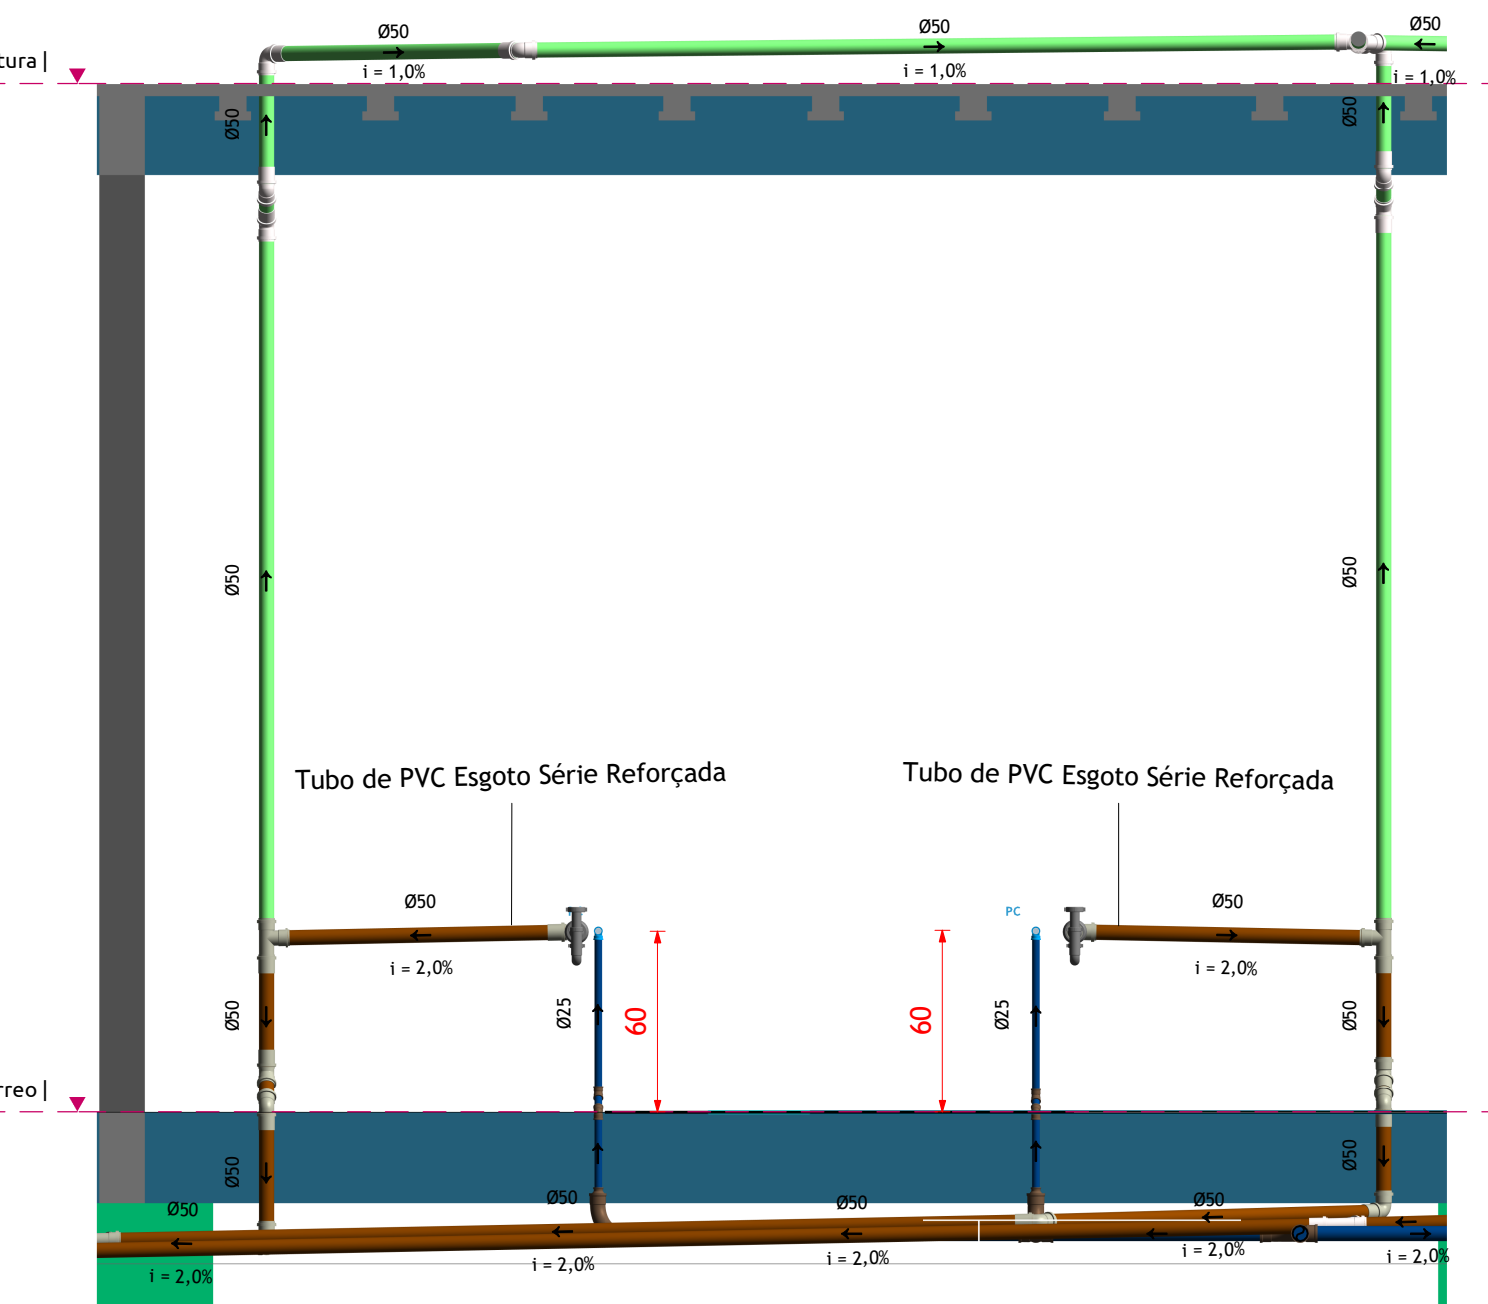 Ø50
Ø50
Ø50
tura |
i = 1,0%
i = 1,0%
i = 1,0%
Ø50
Ø50
Ø50
Ø50
Tubo de PVC Esgoto Série Reforçada
Tubo de PVC Esgoto Série Reforçada
Ø50
Ø50
PC
i = 2,0%
i = 2,0%
Ø50
Ø25
60
60
Ø25
Ø50
rreo |
Ø50
Ø50
Ø50
Ø50
Ø50
Ø50
i = 2,0%
i = 2,0%
i = 2,0%
i = 2,0%
i = 2,0%